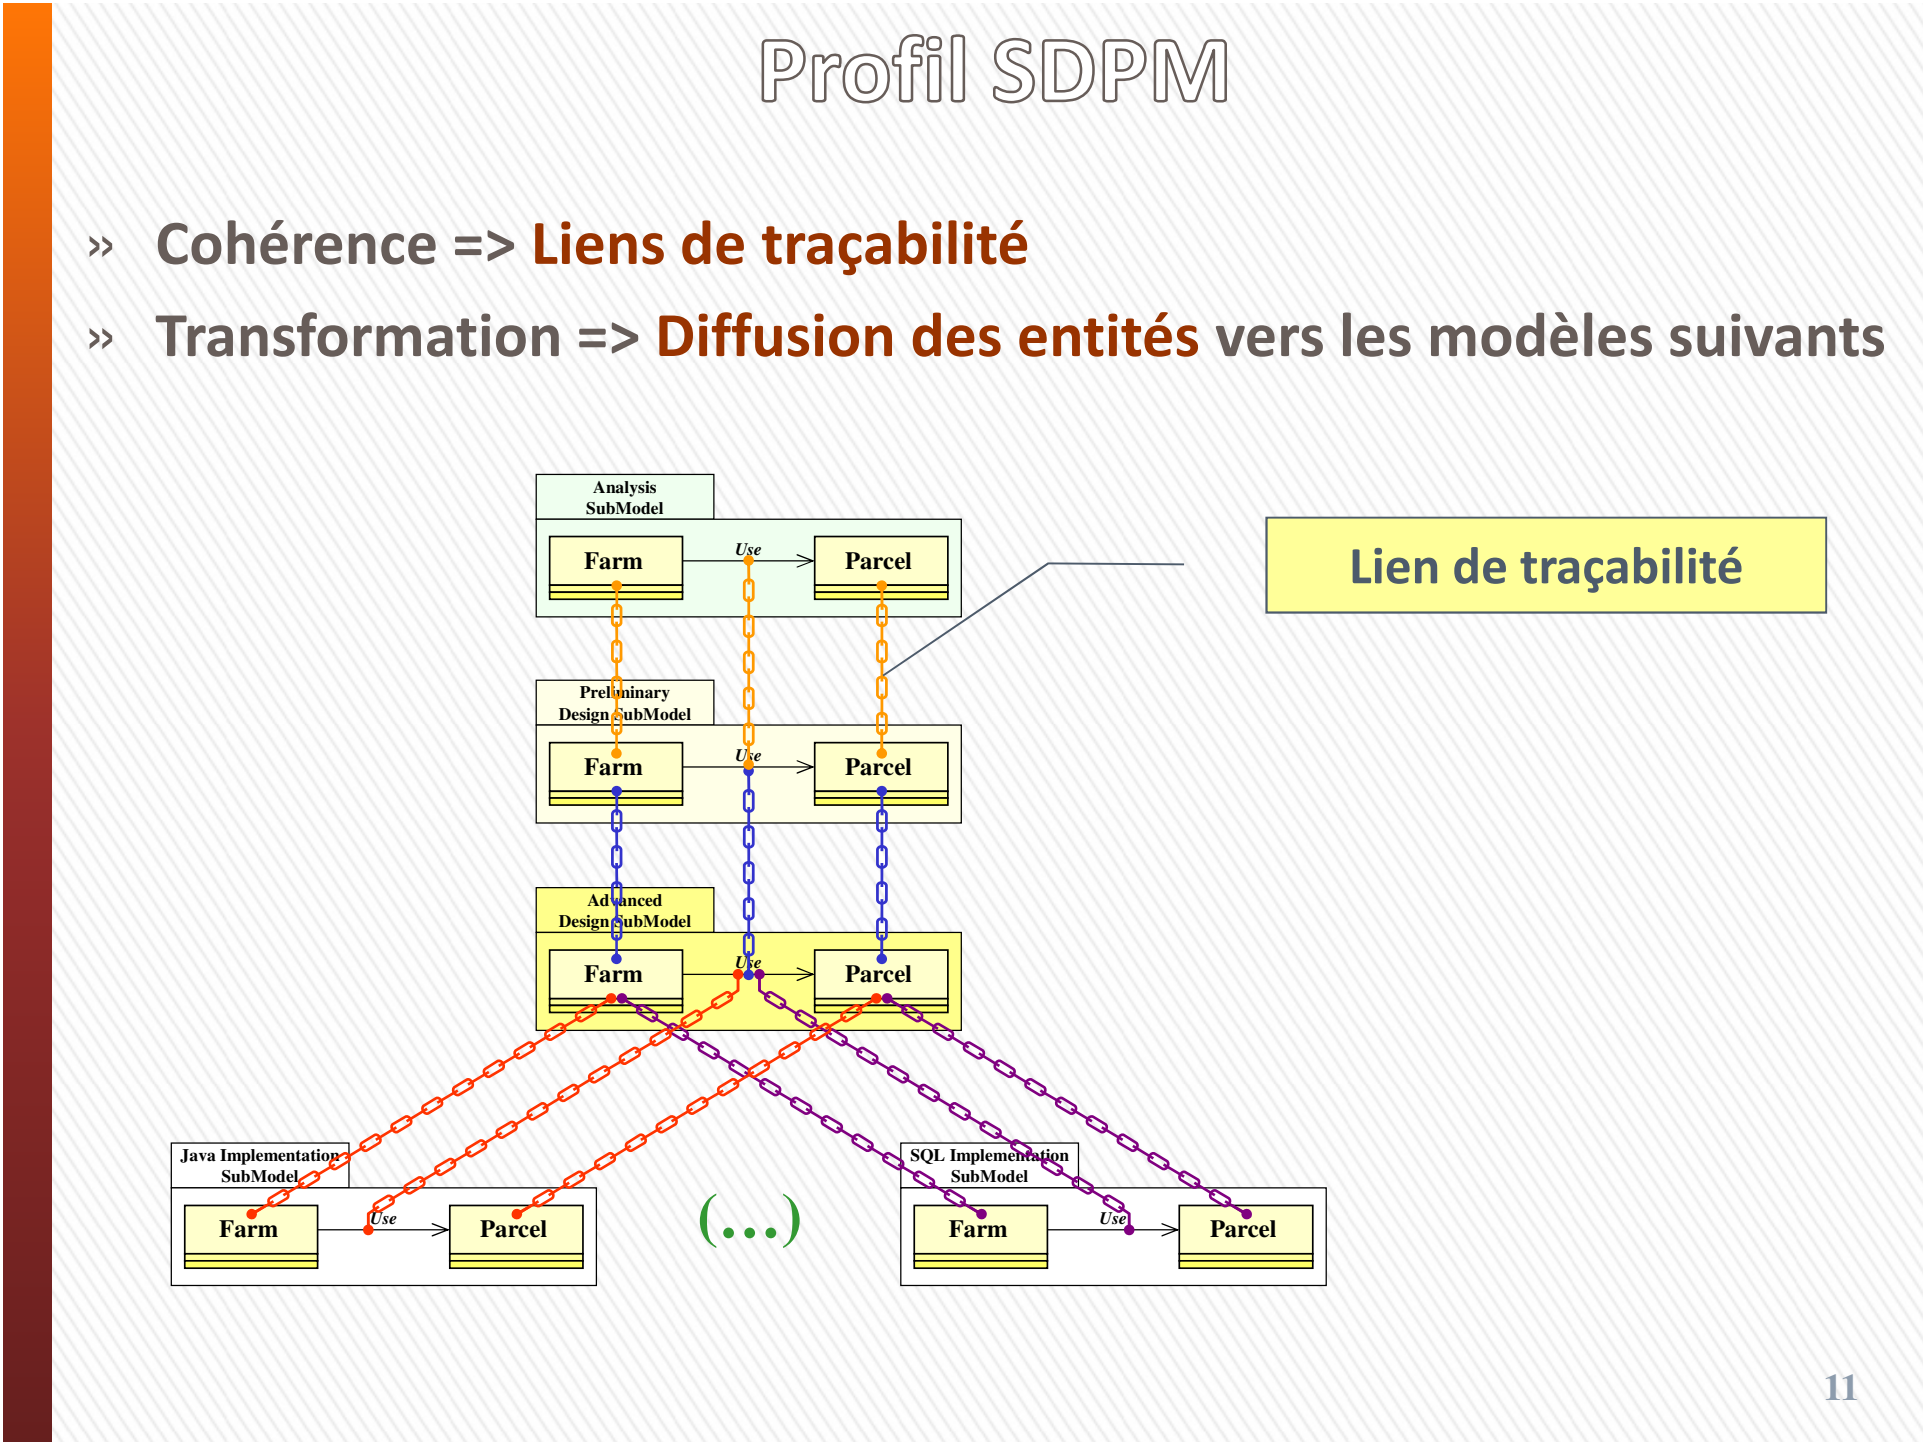 Profil SDPM
» Cohérence => Liens de traçabilité
» Transformation => Diffusion des entités vers les modèles suivants
Analysis
SubModel
Farm
Use
Parcel
Lien de traçabilité
Preliminary
Design SubModel
Farm
Use
Parcel
Advanced
Design SubModel
Farm
Use
Parcel
Java Implementation
SubModel
Farm
Use
Parcel
(...)
SQL Implementation
SubModel
Farm
Use
Parcel
11